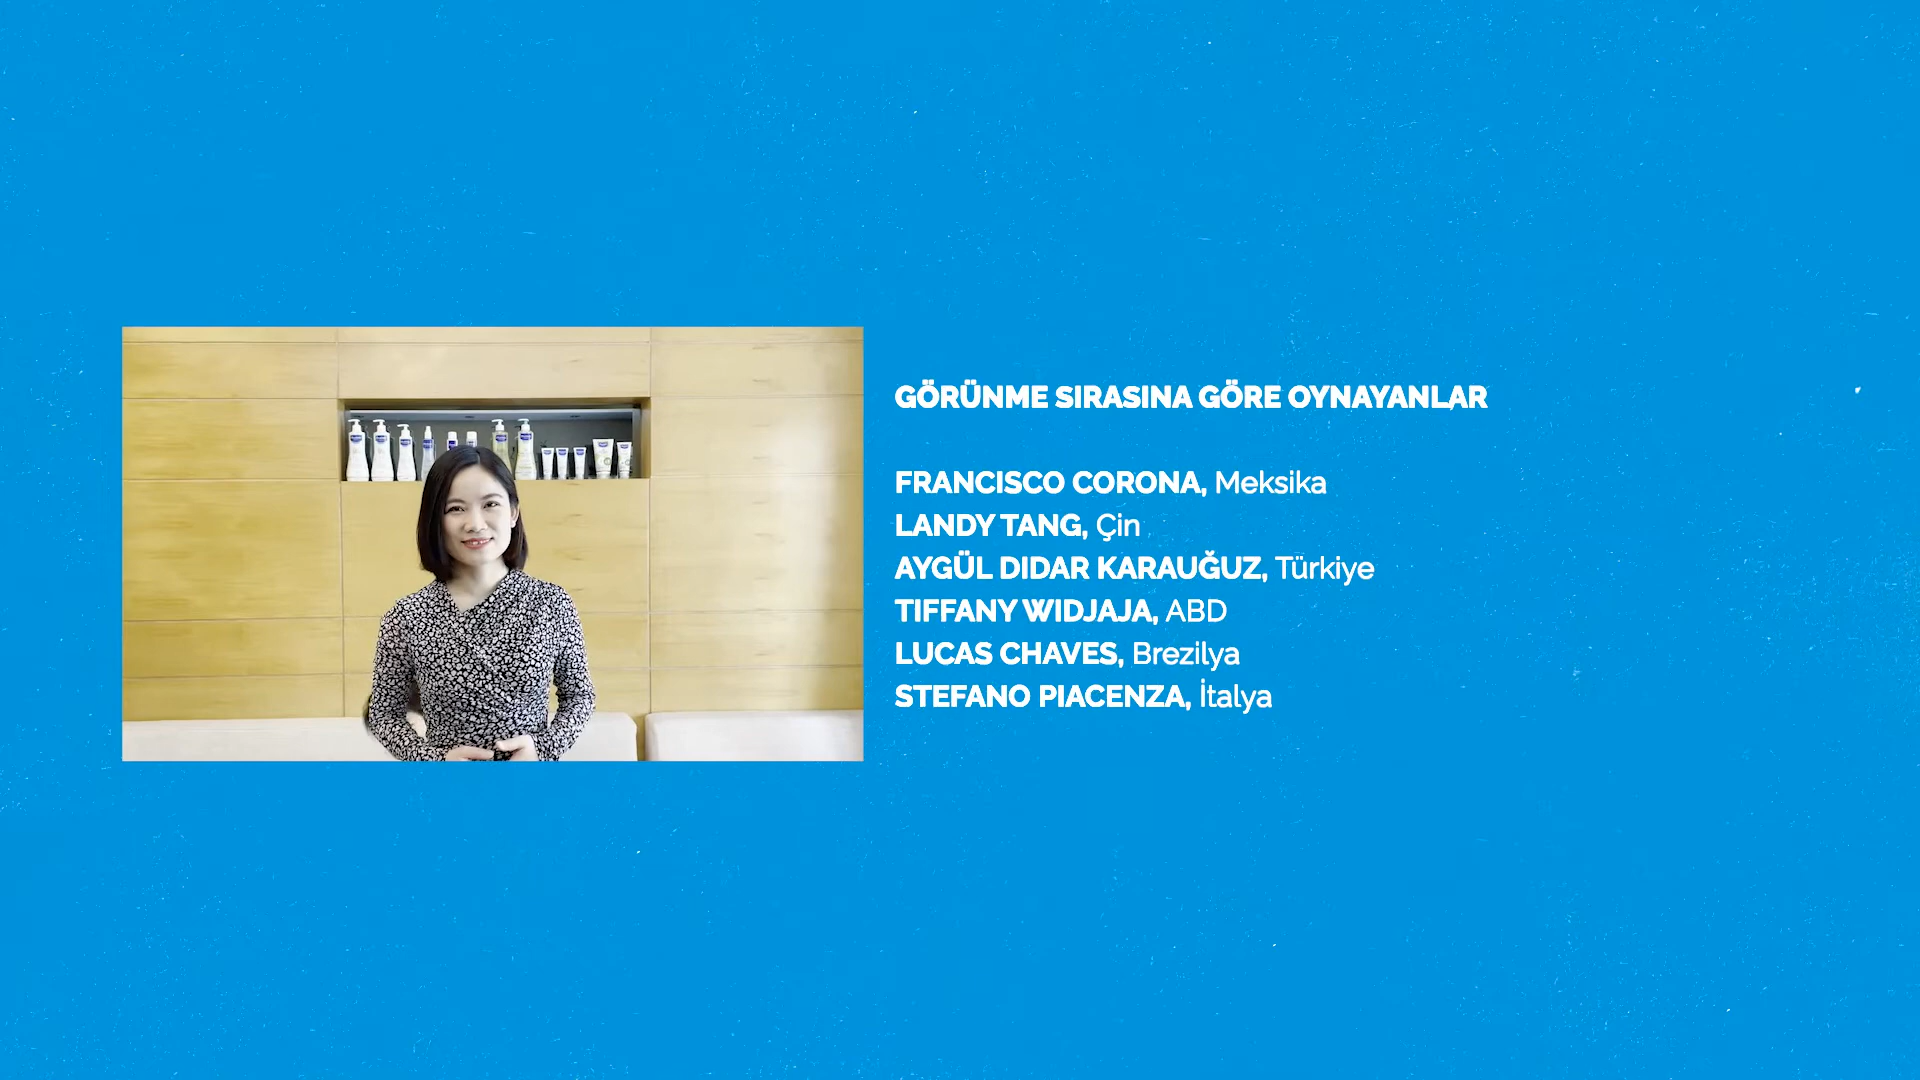 GÖRÜNME SIRASINA GÖRE OYNAYANLAR
FRANCISCO CORONA, Meksika
LANDY TANG, Çin
AYGÜL DIDAR KARAUĞUZ, Türkiye
TIFFANY WIDJAJA, ABD
LUCAS CHAVES, Brezilya
STEFANO PIACENZA, İtalya